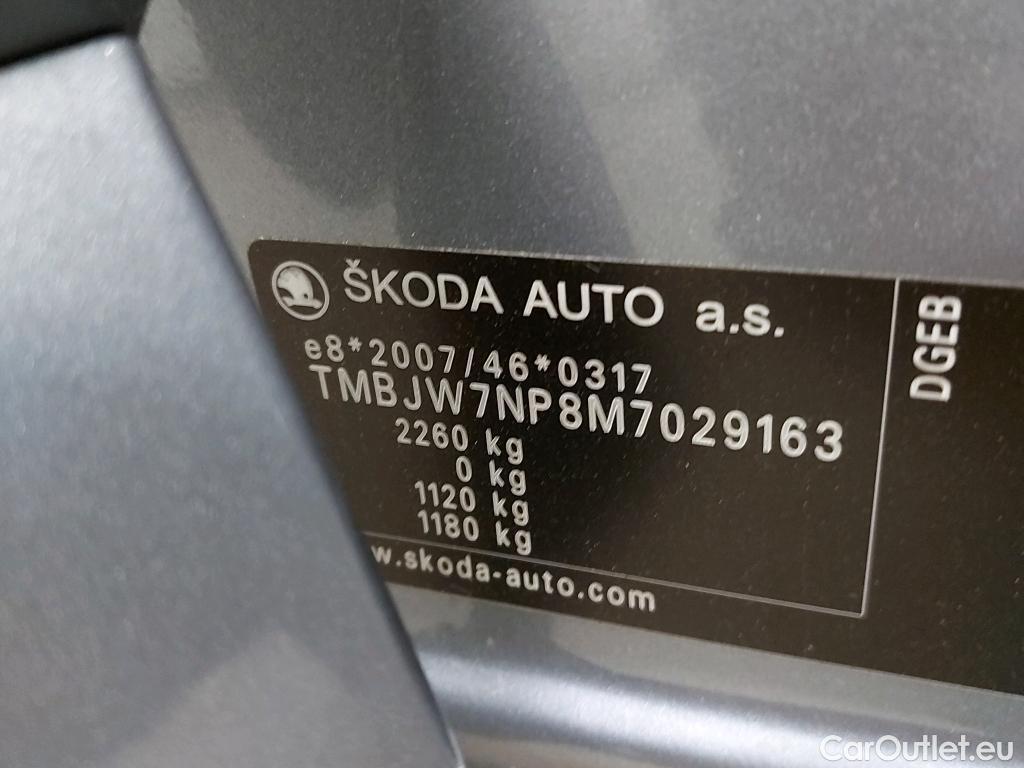 ŠKODA AUTO a.s.
e8*2007/46*0317
TMBJW7NP8M7029163
2260 kg
0 kg
1120 kg
1180 kg
w.skoda-auto.com
DGEB
CarOutlet.eu